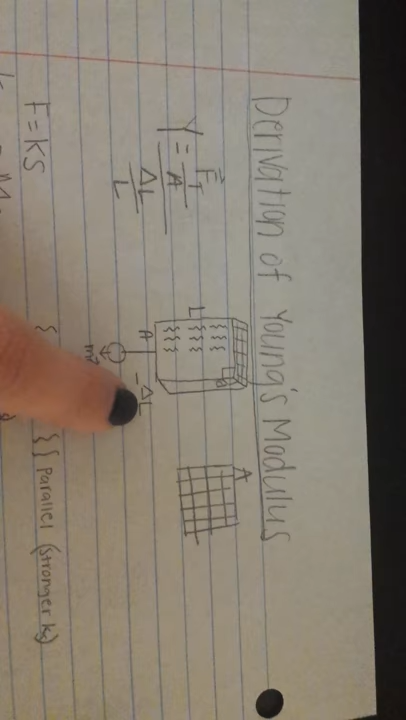 Derivation of Young's Modulus
A
Y = F⊥ / A
ΔL / L
L
A
-ΔL
F = ks
{ {{ Parallel (stronger ks)